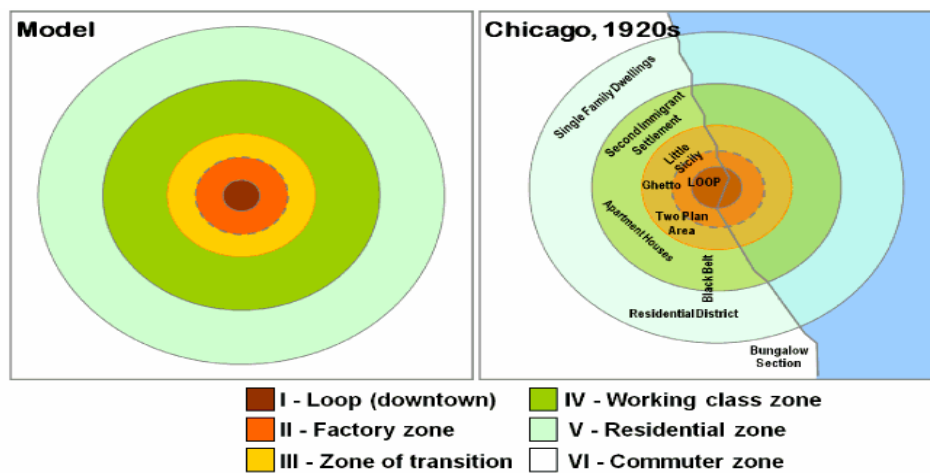 Model
Chicago, 1920s
Single Family Dwellings
Second Immigrant
Settlement
Little
Sicily
Ghetto
LOOP
Two Plan
Area
Apartment Houses
Black Belt
Residential District
Bungalow
Section
I - Loop (downtown)
II - Factory zone
III - Zone of transition
IV - Working class zone
V - Residential zone
VI - Commuter zone